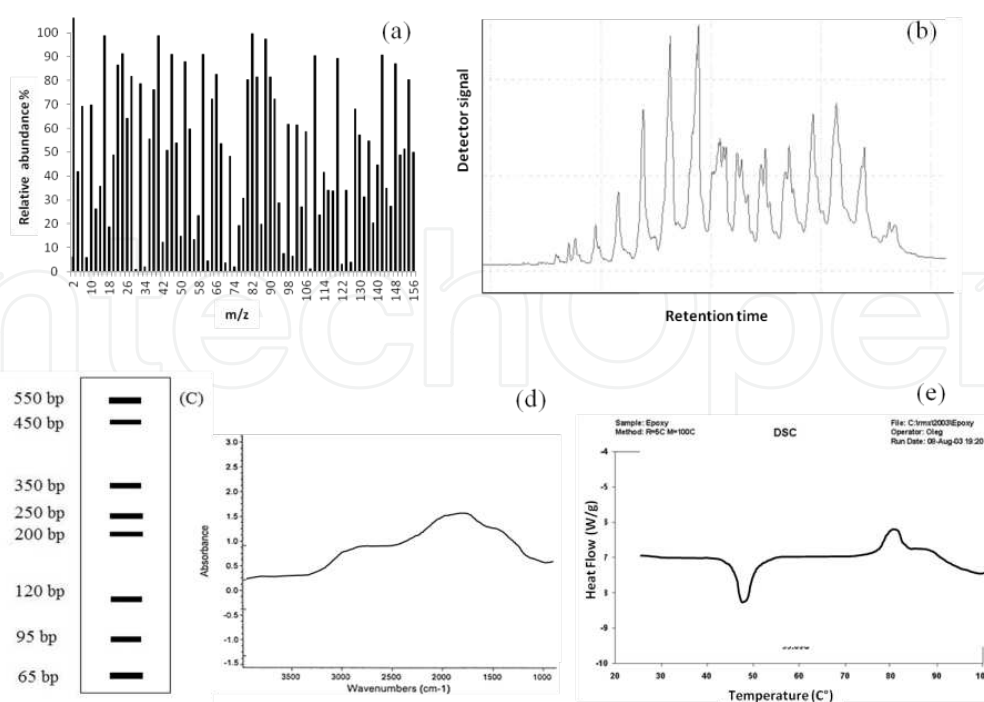 (a)
100
90
80
70
60
50
40
30
20
10
0
Relative abundance %
2 10 18 26 34 42 50 58 66 74 82 90 98 106 114 122 130 140 148 156
m/z
(b)
Detector signal
Retention time
ntechOpen
(C)
550 bp
450 bp
350 bp
250 bp
200 bp
120 bp
95 bp
65 bp
(d)
3.0
2.5
2.0
1.5
1.0
0.5
0.0
-0.5
-1.0
-1.5
Absorbance
3500 3000 2500 2000 1500 1000
Wavenumbers (cm-1)
(e)
Sample: Epoxy
Method: R=5C M=100C
DSC
File: C:\rmx\2003\Epoxy
Operator: Oleg
Run Date: 08-Aug-03 19:20
-4
-5
6
7
8
-9
-10
Heat Flow (W/g)
20 30 40 50 60 70 80 90 100
Temperature (C°)